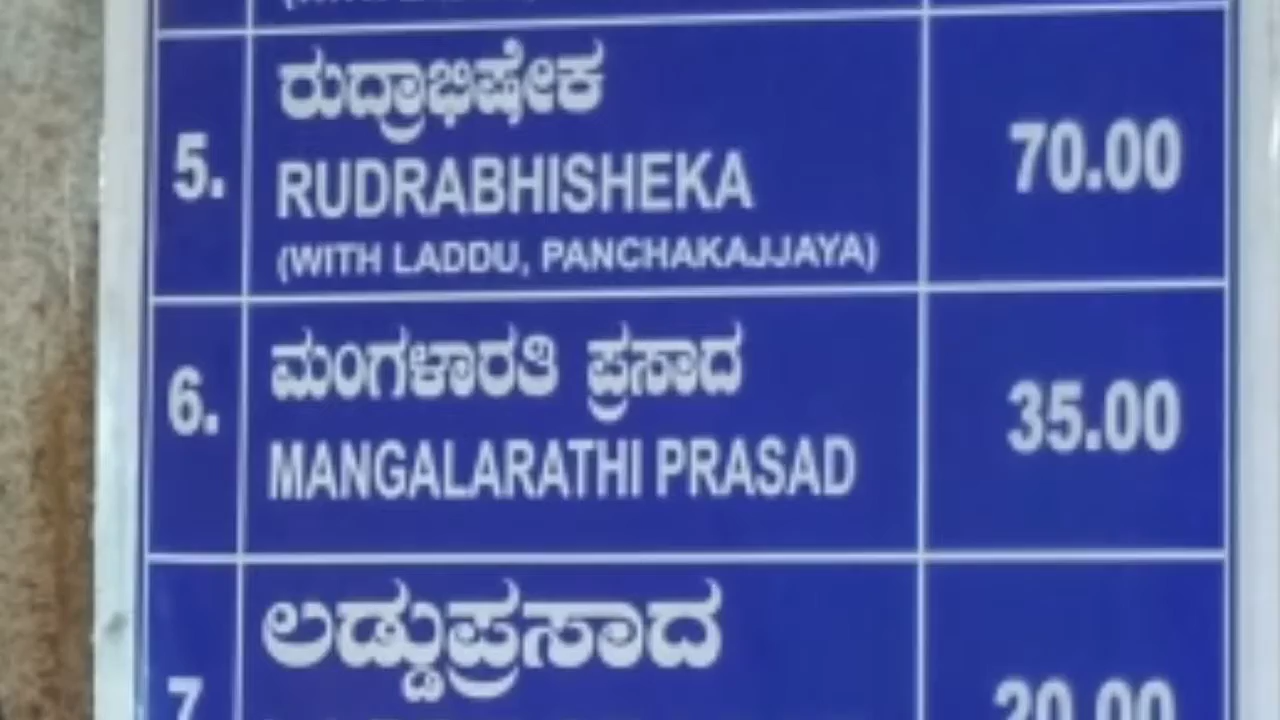 5.
ರುದ್ರಾಭಿಷೇಕ
RUDRABHISHEKA
(WITH LADDU, PANCHAKAJJAYA)
70.00
6.
ಮಂಗಳಾರತಿ ಪ್ರಸಾದ
MANGALARATHI PRASAD
35.00
7
ಲಡ್ಡುಪ್ರಸಾದ
20.00